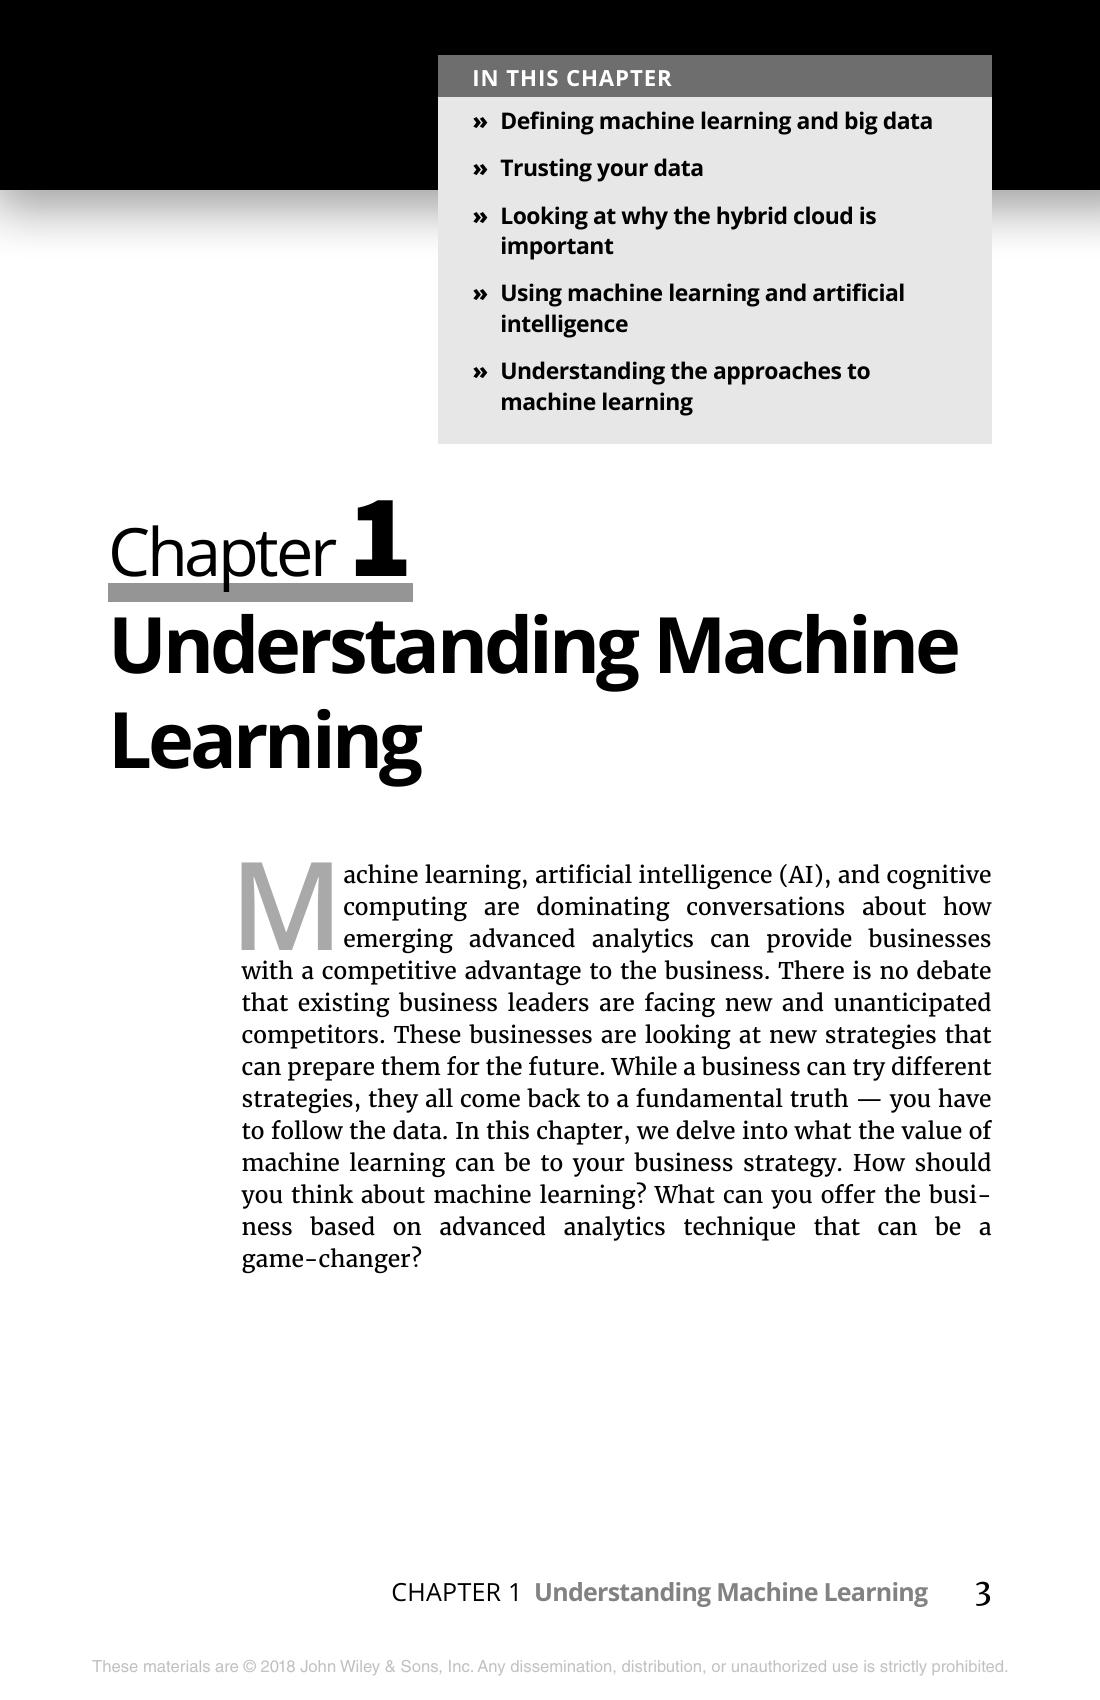 IN THIS CHAPTER
» Defining machine learning and big data
» Trusting your data
» Looking at why the hybrid cloud is
important
» Using machine learning and artificial
intelligence
» Understanding the approaches to
machine learning
Chapter 1
Understanding Machine
Learning
Machine learning, artificial intelligence (AI), and cognitive
computing are dominating conversations about how
emerging advanced analytics can provide businesses
with a competitive advantage to the business. There is no debate
that existing business leaders are facing new and unanticipated
competitors. These businesses are looking at new strategies that
can prepare them for the future. While a business can try different
strategies, they all come back to a fundamental truth — you have
to follow the data. In this chapter, we delve into what the value of
machine learning can be to your business strategy. How should
you think about machine learning? What can you offer the busi-
ness based on advanced analytics technique that can be a
game-changer?
CHAPTER 1 Understanding Machine Learning 3
These materials are © 2018 John Wiley & Sons, Inc. Any dissemination, distribution, or unauthorized use is strictly prohibited.